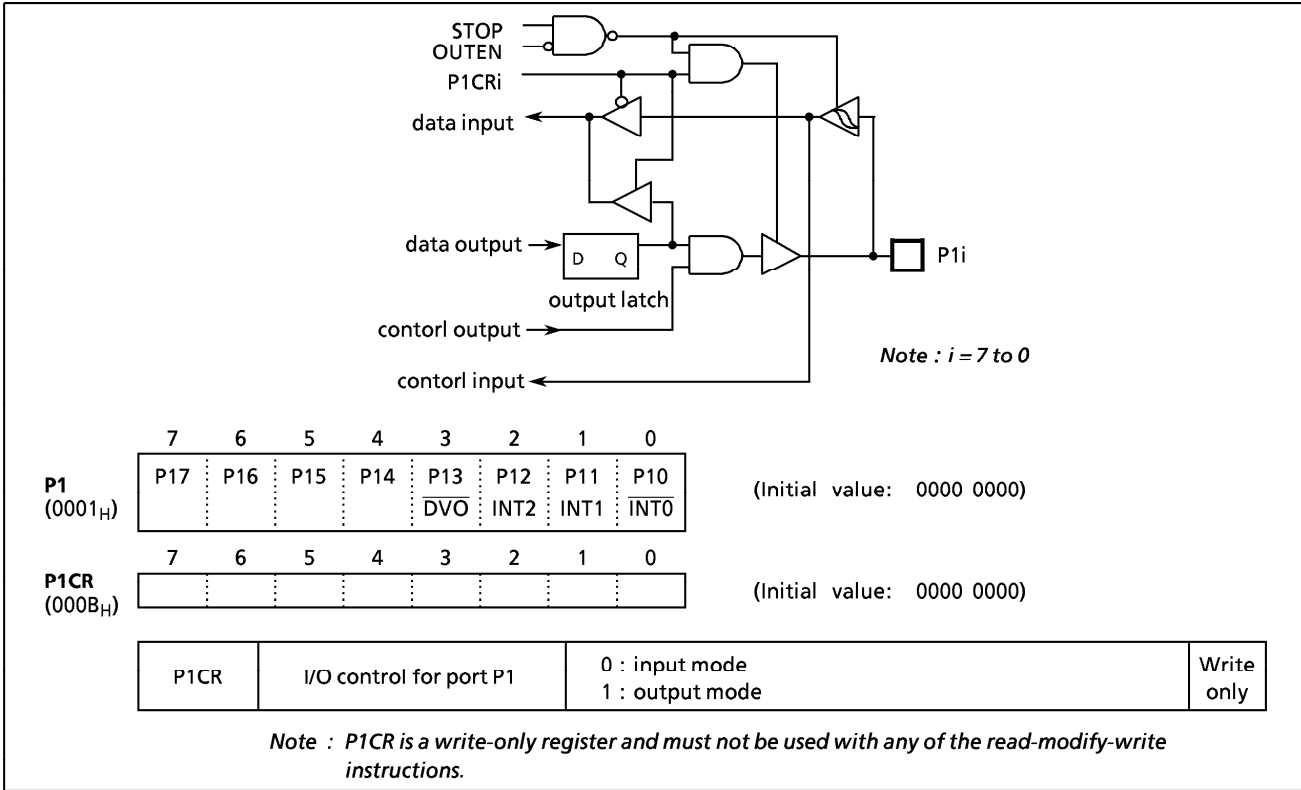 STOP
OUTEN
P1CRi
data input
data output
D Q
P1i
output latch
contorl output
Note : i = 7 to 0
contorl input
7 6 5 4 3 2 1 0
P1 (0001H)
P17 P16 P15 P14 P13 P12 P11 P10
DVO INT2 INT1 INT0
(Initial value: 0000 0000)
7 6 5 4 3 2 1 0
P1CR (000BH)
(Initial value: 0000 0000)
P1CR
I/O control for port P1
0 : input mode
1 : output mode
Write
only
Note : P1CR is a write-only register and must not be used with any of the read-modify-write
instructions.